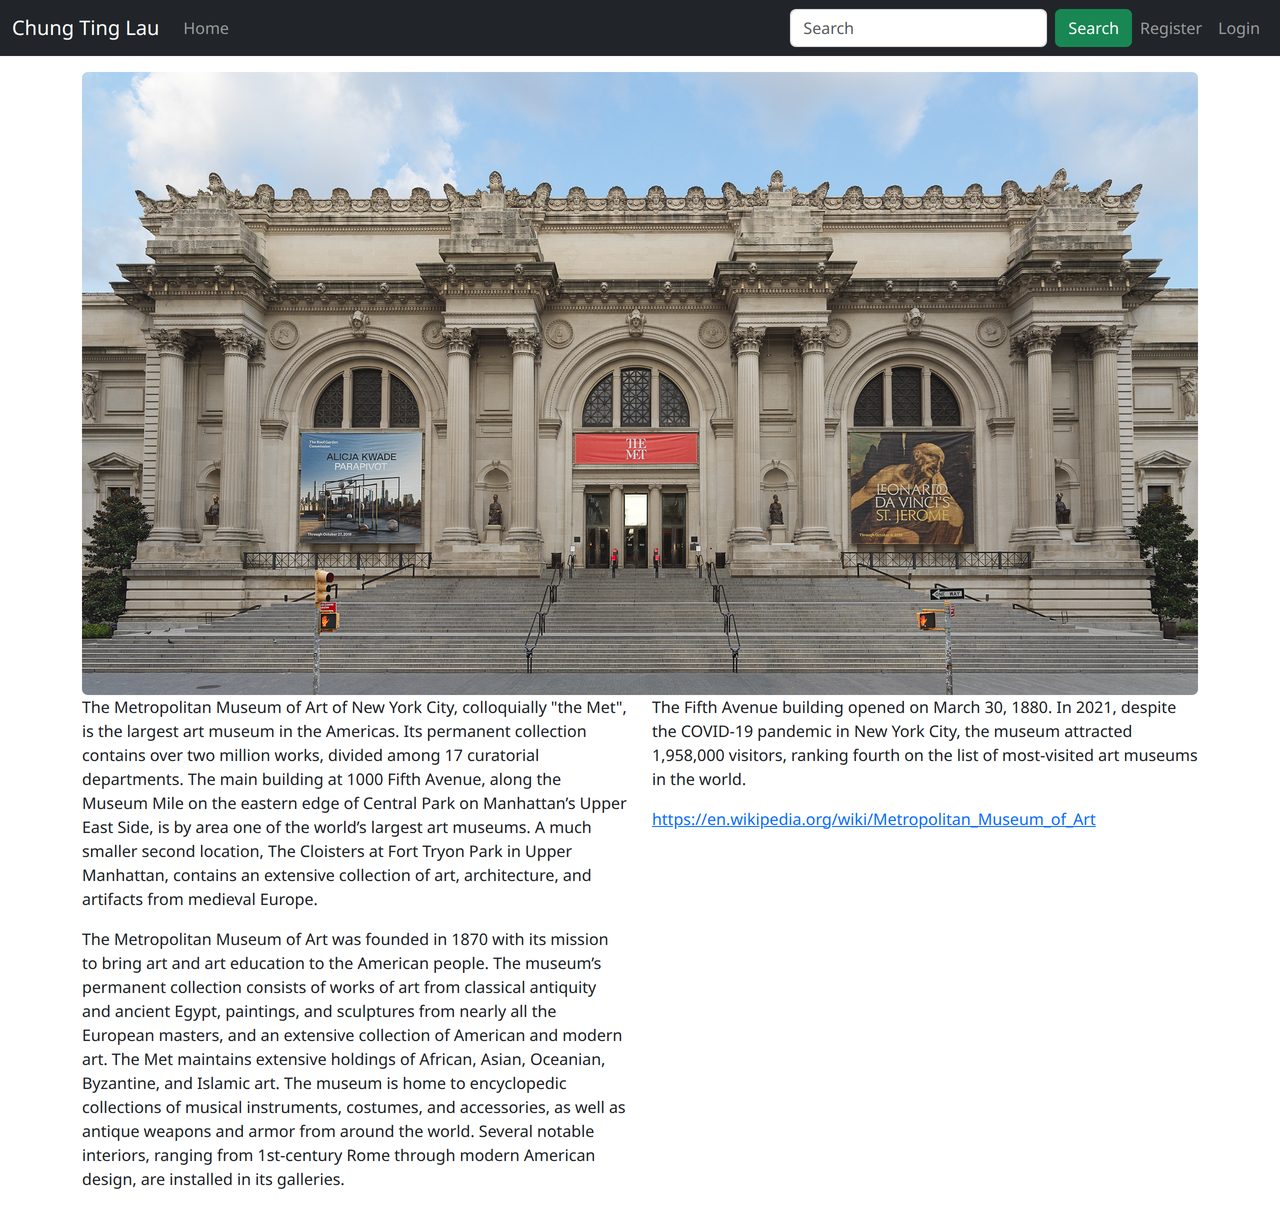 Chung Ting Lau
Home
Search
Search
Register
Login
The Roof Garden
Commission
ALICJA KWADE
PARAPIVOT
Through October 27, 2019
THE
MET
LEONARDO
DA VINCI'S
ST. JEROME
ONE WAY
The Metropolitan Museum of Art of New York City, colloquially "the Met",
is the largest art museum in the Americas. Its permanent collection
contains over two million works, divided among 17 curatorial
departments. The main building at 1000 Fifth Avenue, along the
Museum Mile on the eastern edge of Central Park on Manhattan’s Upper
East Side, is by area one of the world’s largest art museums. A much
smaller second location, The Cloisters at Fort Tryon Park in Upper
Manhattan, contains an extensive collection of art, architecture, and
artifacts from medieval Europe.
The Metropolitan Museum of Art was founded in 1870 with its mission
to bring art and art education to the American people. The museum’s
permanent collection consists of works of art from classical antiquity
and ancient Egypt, paintings, and sculptures from nearly all the
European masters, and an extensive collection of American and modern
art. The Met maintains extensive holdings of African, Asian, Oceanian,
Byzantine, and Islamic art. The museum is home to encyclopedic
collections of musical instruments, costumes, and accessories, as well as
antique weapons and armor from around the world. Several notable
interiors, ranging from 1st-century Rome through modern American
design, are installed in its galleries.
The Fifth Avenue building opened on March 30, 1880. In 2021, despite
the COVID-19 pandemic in New York City, the museum attracted
1,958,000 visitors, ranking fourth on the list of most-visited art museums
in the world.
https://en.wikipedia.org/wiki/Metropolitan_Museum_of_Art